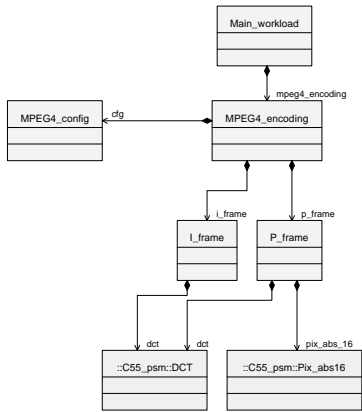 Main_workload
mpeg4_encoding
MPEG4_config
cfg
MPEG4_encoding
i_frame
p_frame
I_frame
P_frame
dct
dct
pix_abs_16
::C55_psm::DCT
::C55_psm::Pix_abs16